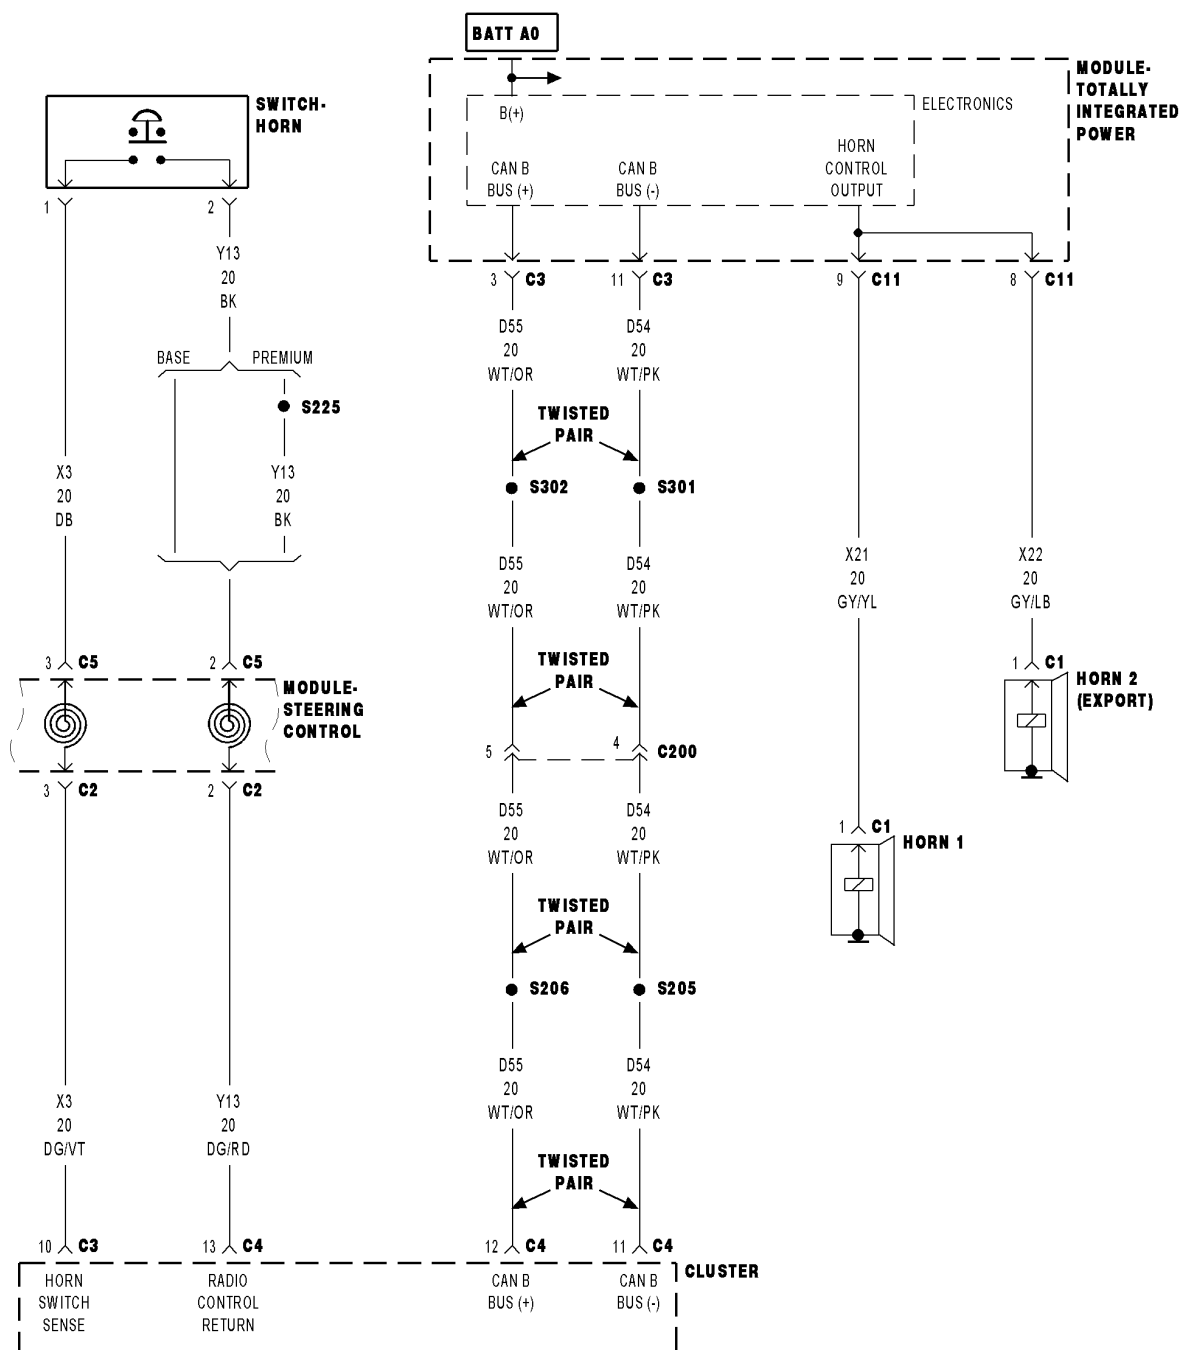 BATT A0
MODULE-
TOTALLY
INTEGRATED
POWER
SWITCH-
HORN
ELECTRONICS
B(+)
CAN B
BUS (+)
CAN B
BUS (-)
HORN
CONTROL
OUTPUT
1
2
3
C3
11
C3
9
C11
8
C11
Y13
20
BK
D55
20
WT/OR
D54
20
WT/PK
BASE
PREMIUM
S225
TWISTED
PAIR
X3
20
DB
Y13
20
BK
S302
S301
D55
20
WT/OR
D54
20
WT/PK
X21
20
GY/YL
X22
20
GY/LB
3
C5
2
C5
TWISTED
PAIR
1
C1
HORN 2
(EXPORT)
MODULE-
STEERING
CONTROL
5
4
C200
3
C2
2
C2
D55
20
WT/OR
D54
20
WT/PK
1
C1
HORN 1
TWISTED
PAIR
S206
S205
D55
20
WT/OR
D54
20
WT/PK
X3
20
DG/VT
Y13
20
DG/RD
TWISTED
PAIR
10
C3
13
C4
12
C4
11
C4
CLUSTER
HORN
SWITCH
SENSE
RADIO
CONTROL
RETURN
CAN B
BUS (+)
CAN B
BUS (-)